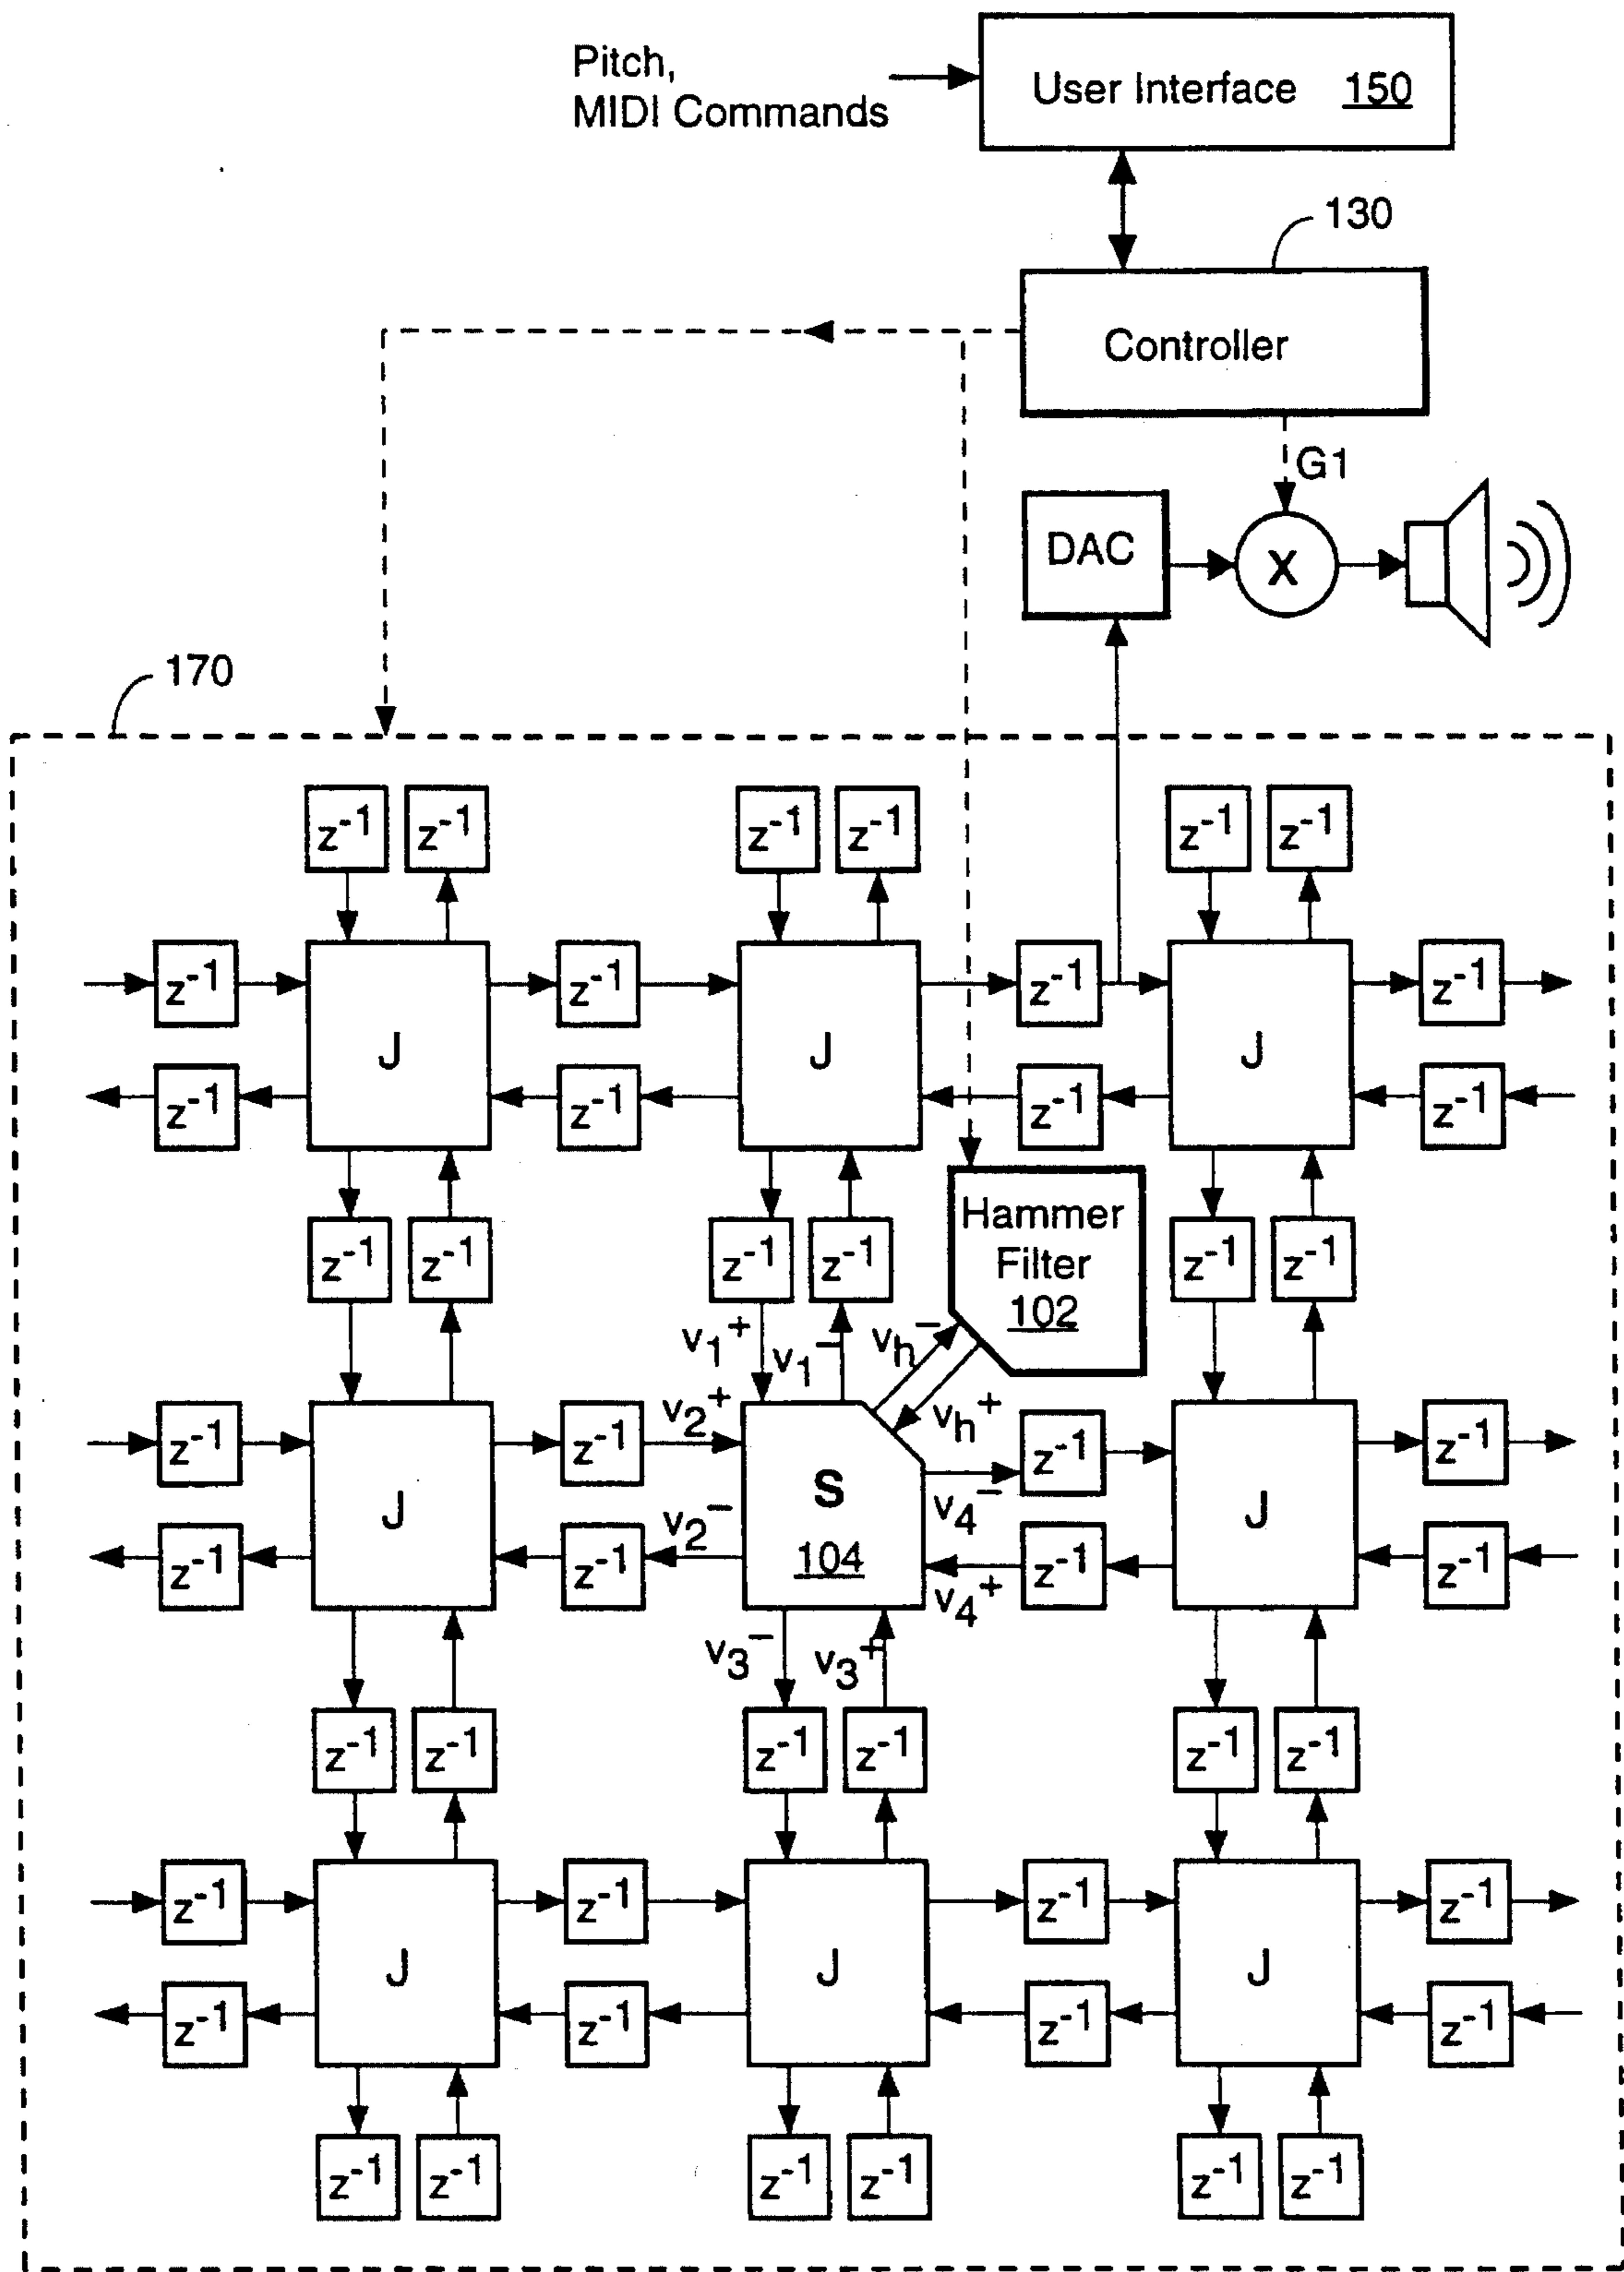 Pitch,
MIDI Commands
User Interface 150
130
Controller
G1
DAC
X
170
z⁻¹ z⁻¹ z⁻¹ z⁻¹ z⁻¹ z⁻¹
z⁻¹ z⁻¹ z⁻¹ z⁻¹
J J J
z⁻¹ z⁻¹ z⁻¹ z⁻¹
Hammer
Filter
102
z⁻¹ z⁻¹ z⁻¹ z⁻¹ z⁻¹ z⁻¹
v₁⁺ v₁⁻ vₕ⁻
v₂⁺ vₕ⁺
z⁻¹ z⁻¹ z⁻¹ z⁻¹
J S J
v₂⁻ v₄⁻
104
z⁻¹ z⁻¹ z⁻¹ z⁻¹
v₄⁺
v₃⁻ v₃⁺
z⁻¹ z⁻¹ z⁻¹ z⁻¹ z⁻¹ z⁻¹
z⁻¹ z⁻¹ z⁻¹ z⁻¹
J J J
z⁻¹ z⁻¹ z⁻¹ z⁻¹
z⁻¹ z⁻¹ z⁻¹ z⁻¹ z⁻¹ z⁻¹